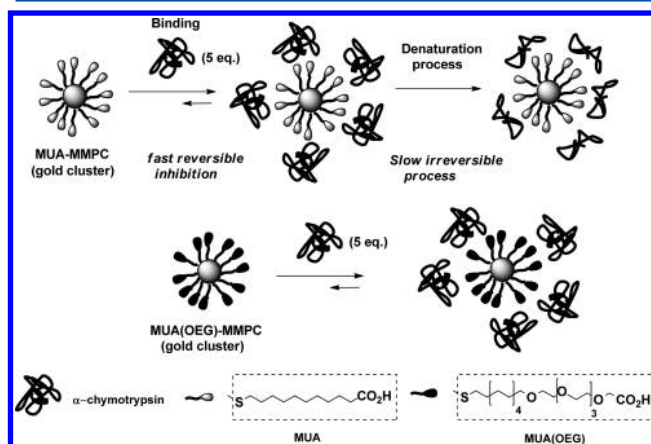 Binding
(5 eq.)
Denaturation
process
MUA-MMPC
(gold cluster)
fast reversible
inhibition
Slow irreversible
process
(5 eq.)
MUA(OEG)-MMPC
(gold cluster)
α–chymotrypsin
S
CO₂H
MUA
S
4
O
O
3
O
CO₂H
MUA(OEG)